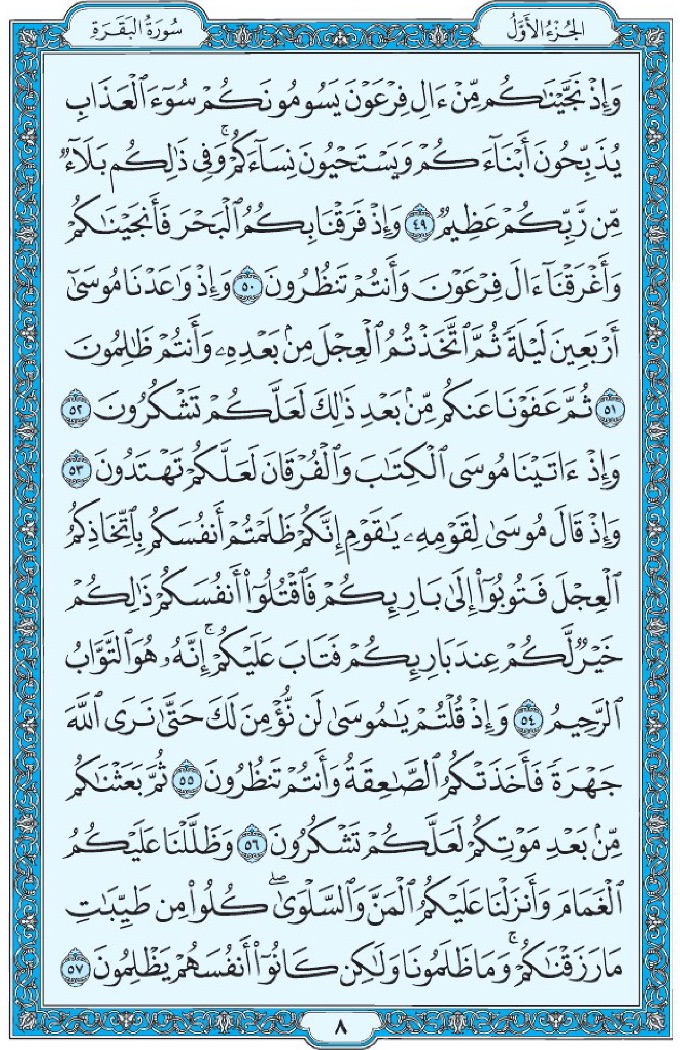 الجُزْءُ الأَوَّلُ
سُورَةُ البَقَرَةِ
وَإِذْ نَجَّيْنَٰكُم مِّنْ ءَالِ فِرْعَوْنَ يَسُومُونَكُمْ سُوٓءَ ٱلْعَذَابِ
يُذَبِّحُونَ أَبْنَآءَكُمْ وَيَسْتَحْيُونَ نِسَآءَكُمْ ۚ وَفِى ذَٰلِكُم بَلَآءٌ
مِّن رَّبِّكُمْ عَظِيمٌ ٤٩ وَإِذْ فَرَقْنَا بِكُمُ ٱلْبَحْرَ فَأَنجَيْنَٰكُمْ
وَأَغْرَقْنَآ ءَالَ فِرْعَوْنَ وَأَنتُمْ تَنظُرُونَ ٥٠ وَإِذْ وَٰعَدْنَا مُوسَىٰٓ
أَرْبَعِينَ لَيْلَةً ثُمَّ ٱتَّخَذْتُمُ ٱلْعِجْلَ مِنۢ بَعْدِهِۦ وَأَنتُمْ ظَٰلِمُونَ
٥١ ثُمَّ عَفَوْنَا عَنكُم مِّنۢ بَعْدِ ذَٰلِكَ لَعَلَّكُمْ تَشْكُرُونَ ٥٢
وَإِذْ ءَاتَيْنَا مُوسَى ٱلْكِتَٰبَ وَٱلْفُرْقَانَ لَعَلَّكُمْ تَهْتَدُونَ ٥٣
وَإِذْ قَالَ مُوسَىٰ لِقَوْمِهِۦ يَٰقَوْمِ إِنَّكُمْ ظَلَمْتُمْ أَنفُسَكُم بِٱتِّخَاذِكُمُ
ٱلْعِجْلَ فَتُوبُوٓا۟ إِلَىٰ بَارِئِكُمْ فَٱقْتُلُوٓا۟ أَنفُسَكُمْ ذَٰلِكُمْ
خَيْرٌ لَّكُمْ عِندَ بَارِئِكُمْ فَتَابَ عَلَيْكُمْ ۚ إِنَّهُۥ هُوَ ٱلتَّوَّابُ
ٱلرَّحِيمُ ٥٤ وَإِذْ قُلْتُمْ يَٰمُوسَىٰ لَن نُّؤْمِنَ لَكَ حَتَّىٰ نَرَى ٱللَّهَ
جَهْرَةً فَأَخَذَتْكُمُ ٱلصَّٰعِقَةُ وَأَنتُمْ تَنظُرُونَ ٥٥ ثُمَّ بَعَثْنَٰكُم
مِّنۢ بَعْدِ مَوْتِكُمْ لَعَلَّكُمْ تَشْكُرُونَ ٥٦ وَظَلَّلْنَا عَلَيْكُمُ
ٱلْغَمَامَ وَأَنزَلْنَا عَلَيْكُمُ ٱلْمَنَّ وَٱلسَّلْوَىٰ ۖ كُلُوا۟ مِن طَيِّبَٰتِ
مَا رَزَقْنَٰكُمْ ۚ وَمَا ظَلَمُونَا وَلَٰكِن كَانُوٓا۟ أَنفُسَهُمْ يَظْلِمُونَ ٥٧
٨